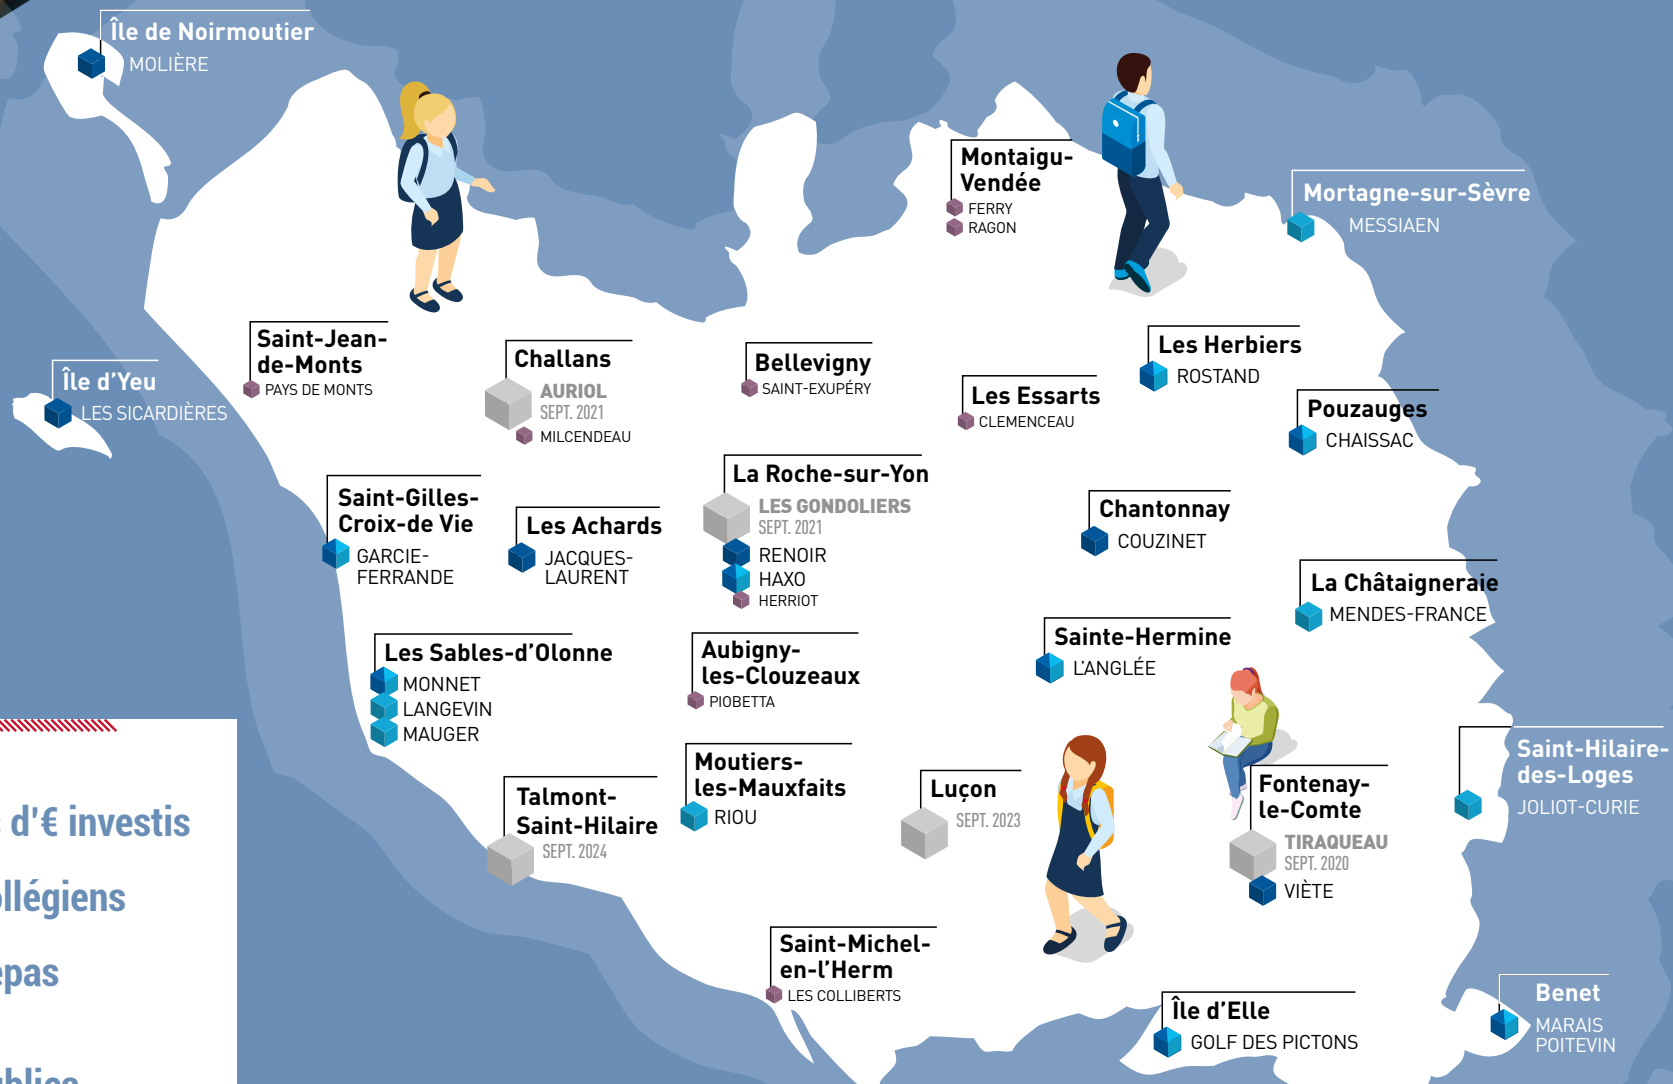 Île de Noirmoutier
MOLIÈRE
Montaigu-
Vendée
FERRY
RAGON
Mortagne-sur-Sèvre
MESSIAEN
Saint-Jean-
de-Monts
PAYS DE MONTS
Challans
AURIOL
SEPT. 2021
MILCENDEAU
Bellevigny
SAINT-EXUPÉRY
Les Essarts
CLEMENCEAU
Les Herbiers
ROSTAND
Île d'Yeu
LES SICARDIÈRES
Pouzauges
CHAISSAC
Saint-Gilles-
Croix-de Vie
GARCIE-
FERRANDE
Les Achards
JACQUES-
LAURENT
La Roche-sur-Yon
LES GONDOLIERS
SEPT. 2021
RENOIR
HAXO
HERRIOT
Chantonnay
COUZINET
La Châtaigneraie
MENDES-FRANCE
Les Sables-d'Olonne
MONNET
LANGEVIN
MAUGER
Aubigny-
les-Clouzeaux
PIOBETTA
Sainte-Hermine
L'ANGLÉE
Talmont-
Saint-Hilaire
SEPT. 2024
Moutiers-
les-Mauxfaits
RIOU
Luçon
SEPT. 2023
Fontenay-
le-Comte
TIRAQUEAU
SEPT. 2020
VIÈTE
Saint-Hilaire-
des-Loges
JOLIOT-CURIE
Saint-Michel-
en-l'Herm
LES COLLIBERTS
Île d'Elle
GOLF DES PICTONS
Benet
MARAIS
POITEVIN
d'€ investis